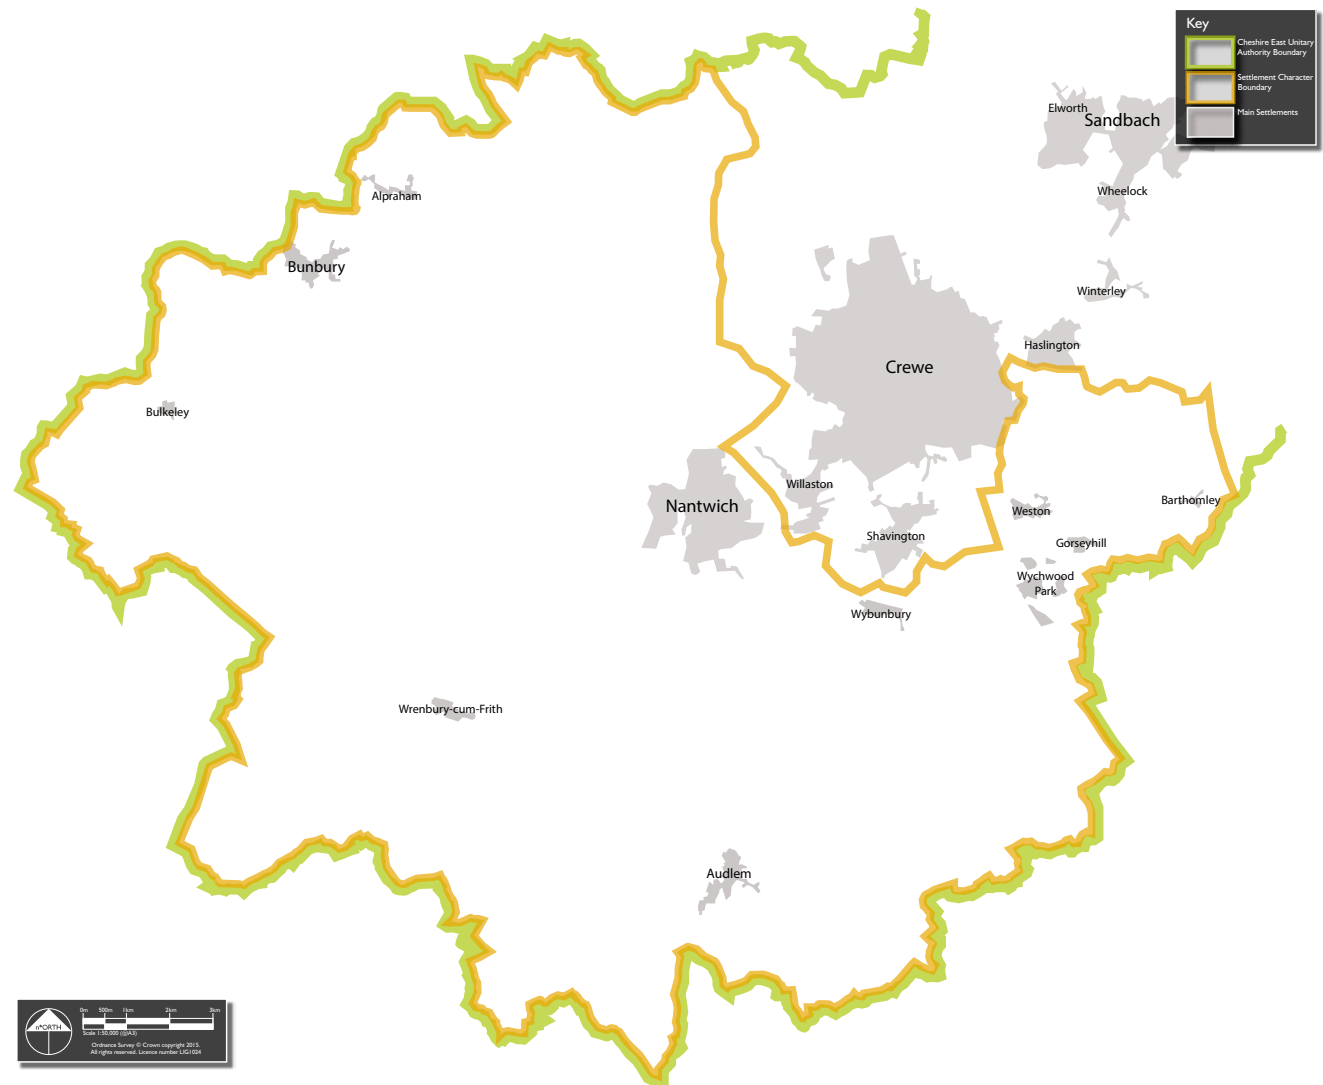 Key
Cheshire East Unitary
Authority Boundary
Settlement Character
Boundary
Main Settlements
Elworth
Sandbach
Wheelock
Alpraham
Bunbury
Winterley
Haslington
Crewe
Bulkeley
Willaston
Nantwich
Barthomley
Weston
Shavington
Gorseyhill
Wychwood
Park
Wybunbury
Wrenbury-cum-Frith
Audlem
0m 500m 1km 2km 3km
n*ORTH
Scale 1:50,000 (@A3)
Ordnance Survey © Crown copyright 2015.
All rights reserved. Licence number LIG1024